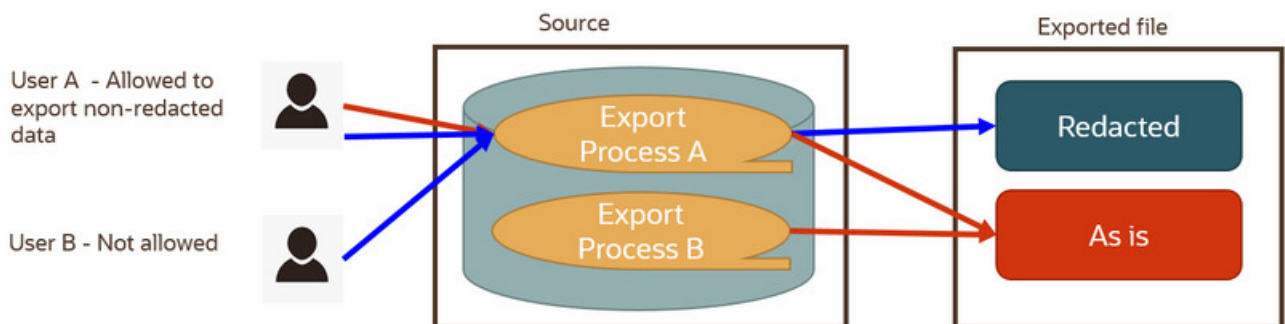 Source
Exported file
User A - Allowed to
export non-redacted
data
Export
Process A
Redacted
User B - Not allowed
Export
Process B
As is